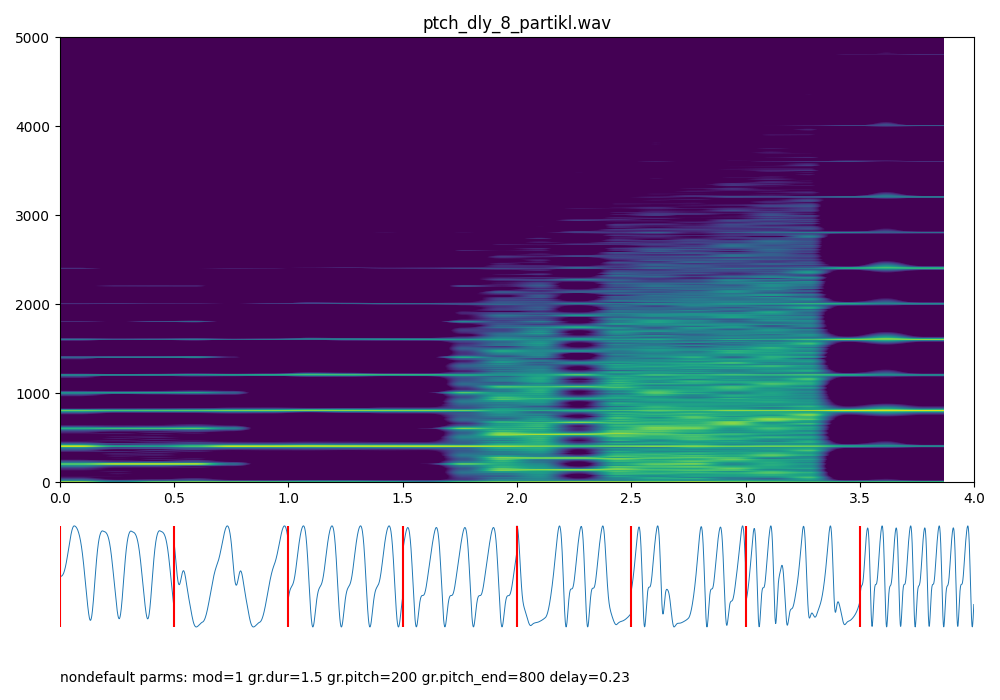 ptch_dly_8_partikl.wav
5000
4000
3000
2000
1000
0
0.0 0.5 1.0 1.5 2.0 2.5 3.0 3.5 4.0
nondefault parms: mod=1 gr.dur=1.5 gr.pitch=200 gr.pitch_end=800 delay=0.23